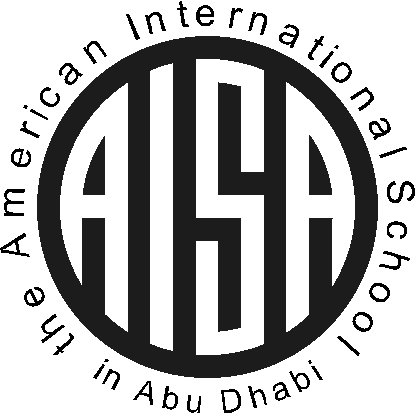 the American International School
in Abu Dhabi
AISA